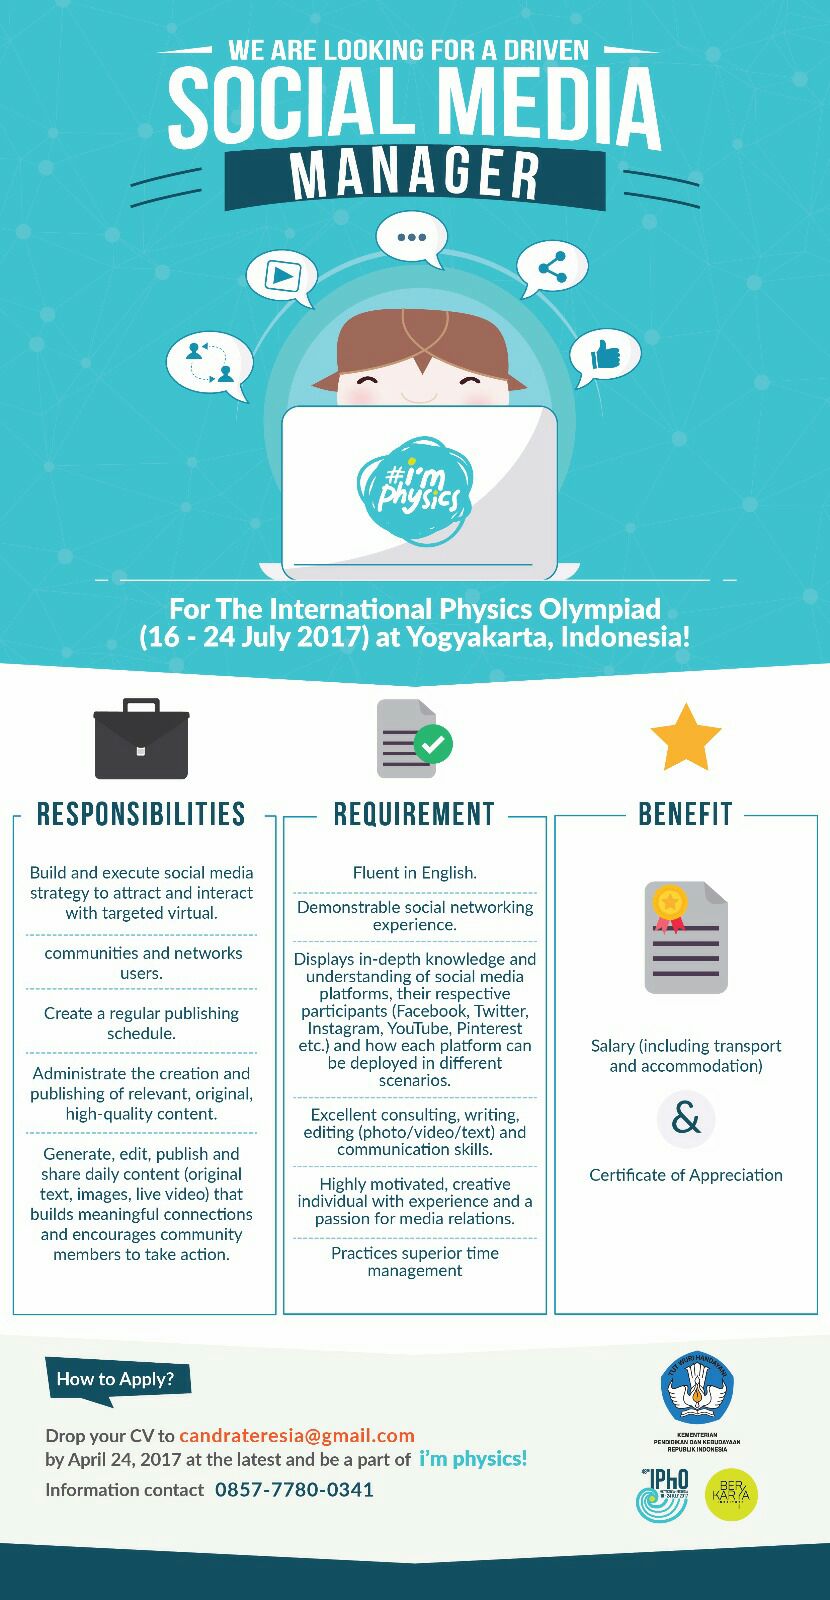 WE ARE LOOKING FOR A DRIVEN
SOCIAL MEDIA
MANAGER
#i'm
physics
For The International Physics Olympiad
(16 - 24 July 2017) at Yogyakarta, Indonesia!
RESPONSIBILITIES
Build and execute social media
strategy to attract and interact
with targeted virtual.
communities and networks
users.
Create a regular publishing
schedule.
Administrate the creation and
publishing of relevant, original,
high-quality content.
Generate, edit, publish and
share daily content (original
text, images, live video) that
builds meaningful connections
and encourages community
members to take action.
REQUIREMENT
Fluent in English.
Demonstrable social networking
experience.
Displays in-depth knowledge and
understanding of social media
platforms, their respective
participants (Facebook, Twitter,
Instagram, YouTube, Pinterest
etc.) and how each platform can
be deployed in different
scenarios.
Excellent consulting, writing,
editing (photo/video/text) and
communication skills.
Highly motivated, creative
individual with experience and a
passion for media relations.
Practices superior time
management
BENEFIT
Salary (including transport
and accommodation)
&
Certificate of Appreciation
How to Apply?
Drop your CV to candrateresia@gmail.com
by April 24, 2017 at the latest and be a part of i'm physics!
Information contact 0857-7780-0341
TUT WURI HANDAYANI
KEMENTERIAN
PENDIDIKAN DAN KEBUDAYAAN
REPUBLIK INDONESIA
IPhO
BER
KARYA